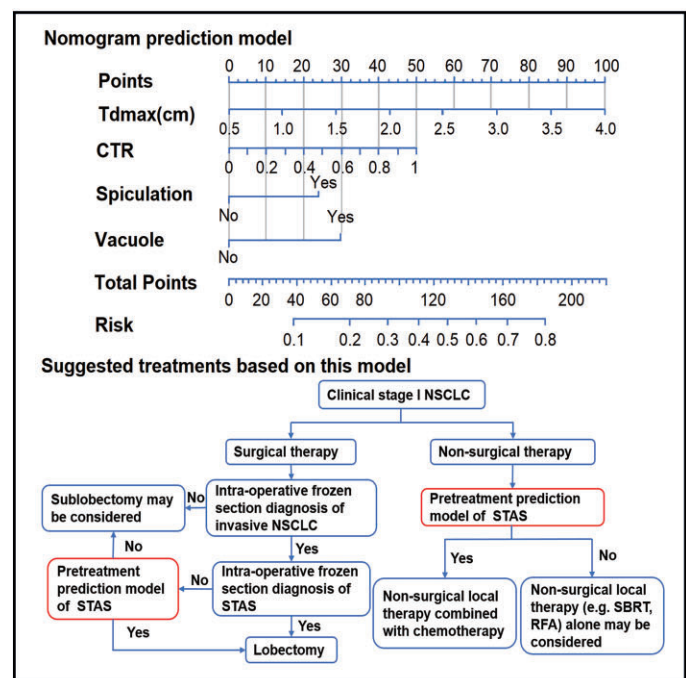 Nomogram prediction model
Points
0 10 20 30 40 50 60 70 80 90 100
Tdmax(cm)
0.5 1.0 1.5 2.0 2.5 3.0 3.5 4.0
CTR
0 0.2 0.4 0.6 0.8 1
Spiculation
Yes
No
Vacuole
Yes
No
Total Points
0 20 40 60 80 120 160 200
Risk
0.1 0.2 0.3 0.4 0.5 0.6 0.7 0.8
Suggested treatments based on this model
Clinical stage I NSCLC
Surgical therapy
Non-surgical therapy
Sublobectomy may
be considered
No
Intra-operative frozen
section diagnosis of
invasive NSCLC
Pretreatment prediction
model of STAS
No
Yes
Yes
No
Pretreatment
prediction model
of STAS
No
Intra-operative frozen
section diagnosis of
STAS
Non-surgical local
therapy combined
with chemotherapy
Non-surgical local
therapy (e.g. SBRT,
RFA) alone may be
considered
Yes
Yes
Lobectomy